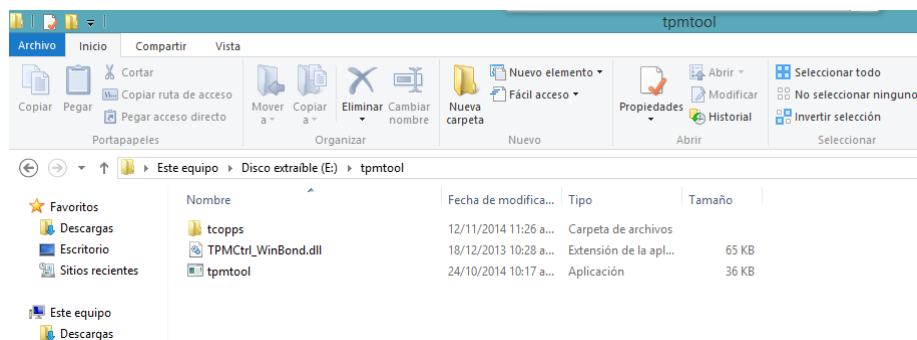 tpmtool
Archivo Inicio Compartir Vista
Copiar
Pegar
Cortar
Copiar ruta de acceso
Pegar acceso directo
Portapapeles
Mover a
Copiar a
Eliminar
Cambiar nombre
Organizar
Nueva carpeta
Nuevo elemento
Fácil acceso
Nuevo
Propiedades
Abrir
Modificar
Historial
Abrir
Seleccionar todo
No seleccionar ninguno
Invertir selección
Seleccionar
Este equipo Disco extraíble (E:) tpmtool
Favoritos
Descargas
Escritorio
Sitios recientes
Este equipo
Descargas
Nombre Fecha de modifica... Tipo Tamaño
tcopps 12/11/2014 11:26 a... Carpeta de archivos
TPMCtrl_WinBond.dll 18/12/2013 10:28 a... Extensión de la apl... 65 KB
tpmtool 24/10/2014 10:17 a... Aplicación 36 KB